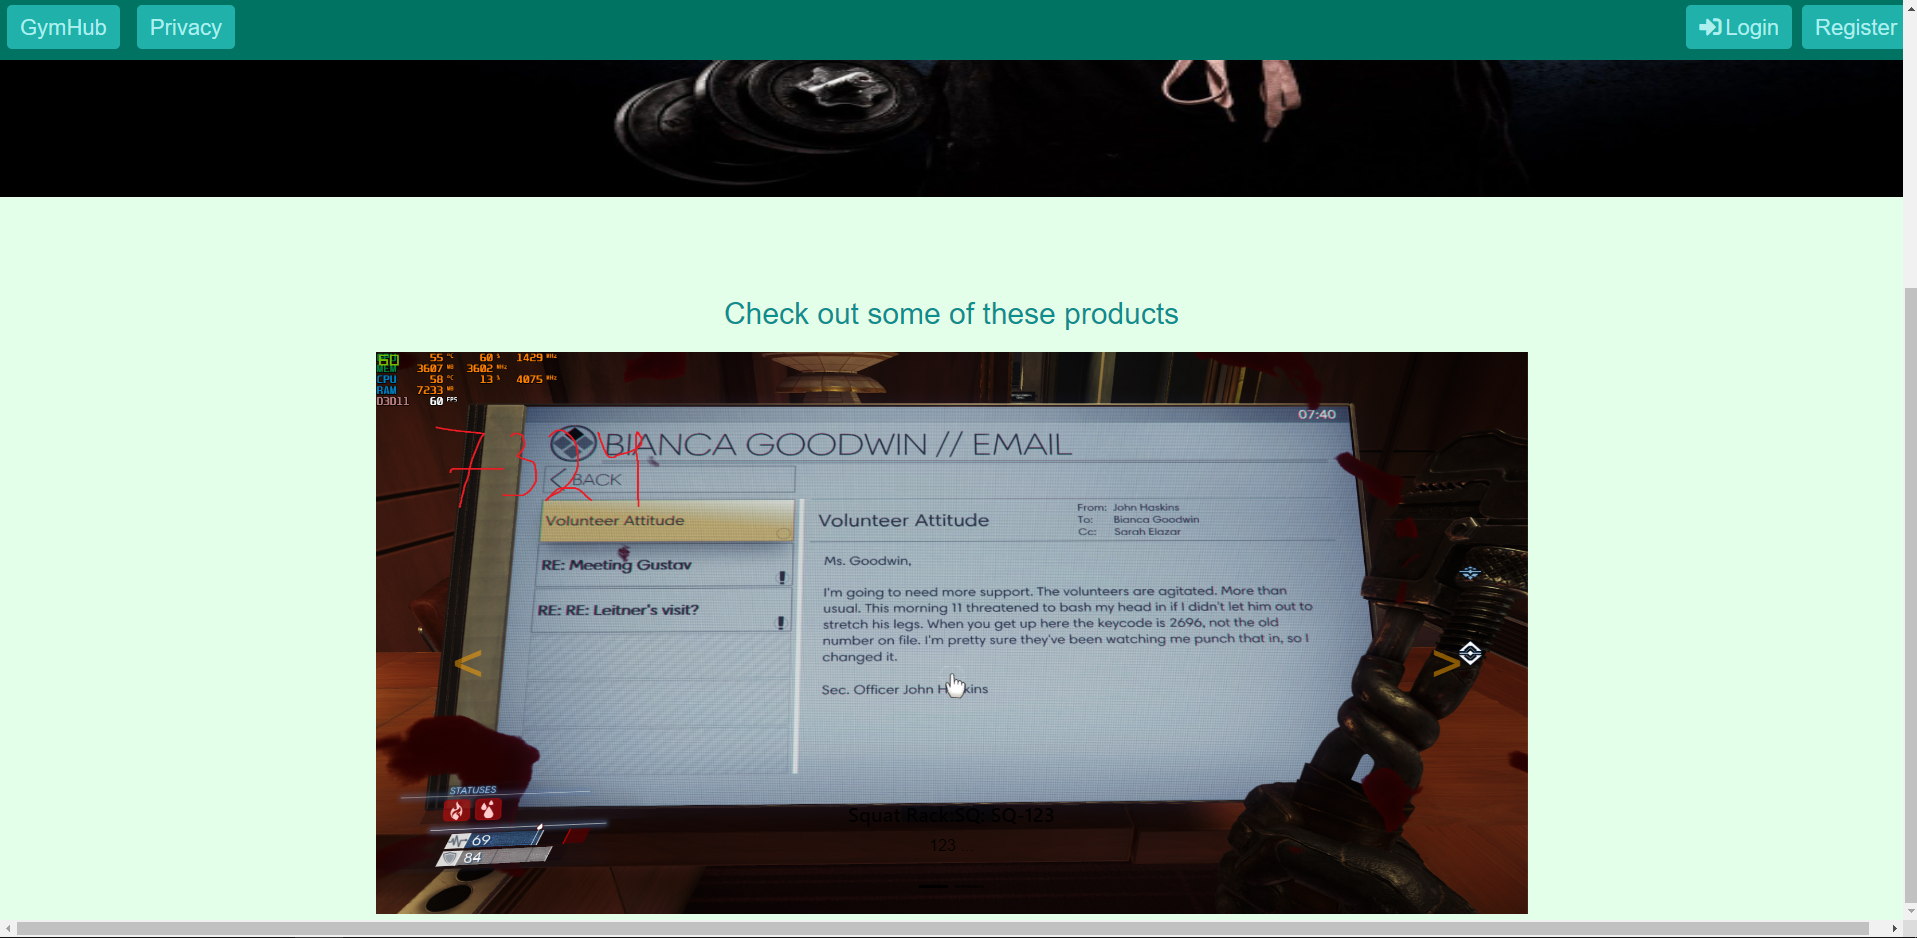 GymHub Privacy Login Register
Check out some of these products
60
55 °C 60 % 1429 MHz
MEM 3607 MB 3602 MHz
CPU 58 °C 13 % 4075 MHz
RAM 7233 MB
D3D11 60 FPS
07:40
7324
BIANCA GOODWIN // EMAIL
< BACK
Volunteer Attitude
RE: Meeting Gustav
!
RE: RE: Leitner's visit?
!
Volunteer Attitude
From: John Haskins
To: Bianca Goodwin
Cc: Sarah Elazar
Ms. Goodwin,
I'm going to need more support. The volunteers are agitated. More than
usual. This morning 11 threatened to bash my head in if I didn't let him out to
stretch his legs. When you get up here the keycode is 2696, not the old
number on file. I'm pretty sure they've been watching me punch that in, so I
changed it.
Sec. Officer John Haskins
< >
STATUSES
69
84
Squat Rack:SQ: SQ-123
123